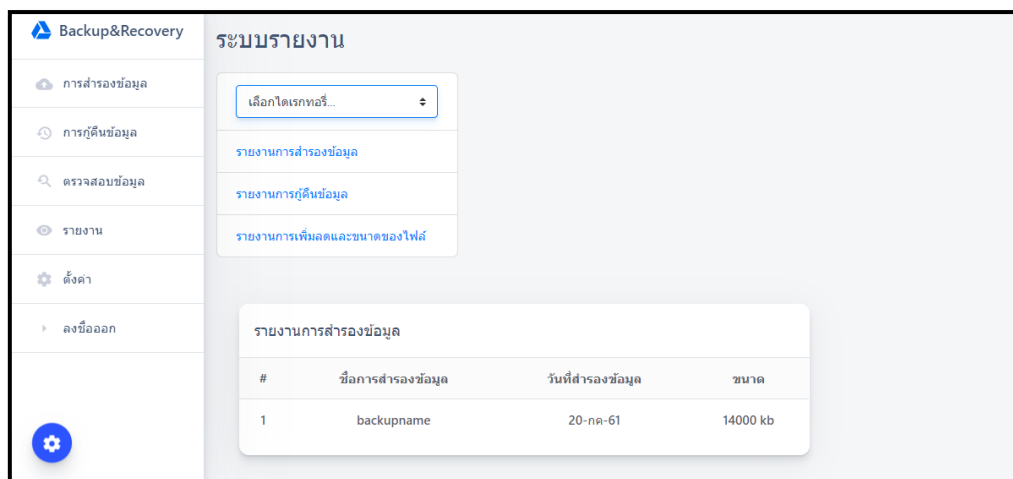 Backup&Recovery
การสำรองข้อมูล
การกู้คืนข้อมูล
ตรวจสอบข้อมูล
รายงาน
ตั้งค่า
ลงชื่อออก
ระบบรายงาน
เลือกไดเรกทอรี่...
รายงานการสำรองข้อมูล
รายงานการกู้คืนข้อมูล
รายงานการเพิ่มลดและขนาดของไฟล์
รายงานการสำรองข้อมูล
# ชื่อการสำรองข้อมูล วันที่สำรองข้อมูล ขนาด
1 backupname 20-กค-61 14000 kb